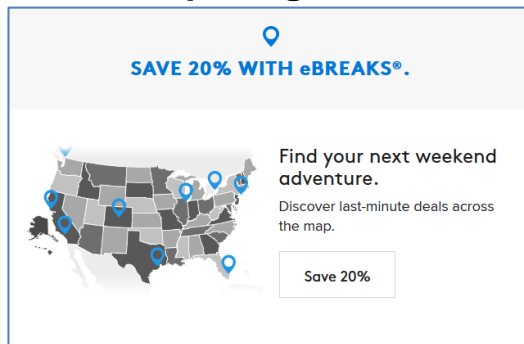 SAVE 20% WITH eBREAKS®.
Find your next weekend
adventure.
Discover last-minute deals across
the map.
Save 20%